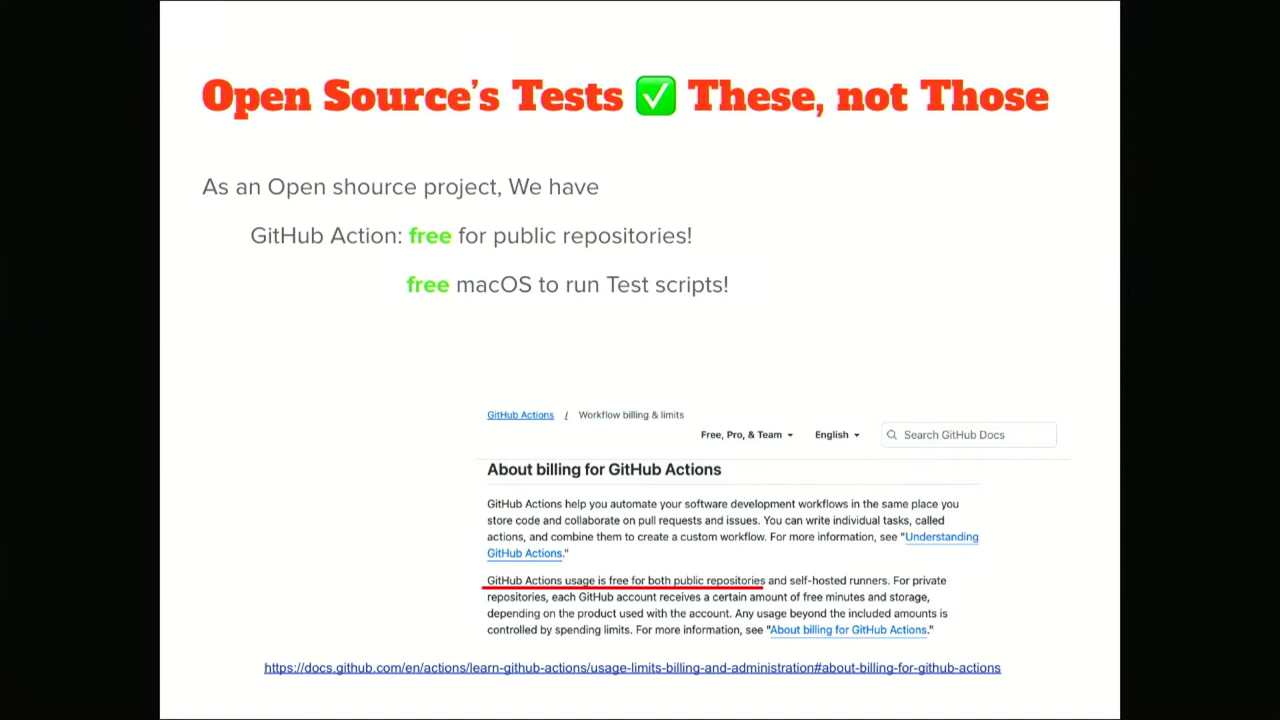 Open Source's Tests ✅ These, not Those
As an Open shource project, We have
GitHub Action: free for public repositories!
free macOS to run Test scripts!
GitHub Actions / Workflow billing & limits
Free, Pro, & Team English Search GitHub Docs
About billing for GitHub Actions
GitHub Actions help you automate your software development workflows in the same place you
store code and collaborate on pull requests and issues. You can write individual tasks, called
actions, and combine them to create a custom workflow. For more information, see "Understanding
GitHub Actions."
GitHub Actions usage is free for both public repositories and self-hosted runners. For private
repositories, each GitHub account receives a certain amount of free minutes and storage,
depending on the product used with the account. Any usage beyond the included amounts is
controlled by spending limits. For more information, see "About billing for GitHub Actions."
https://docs.github.com/en/actions/learn-github-actions/usage-limits-billing-and-administration#about-billing-for-github-actions